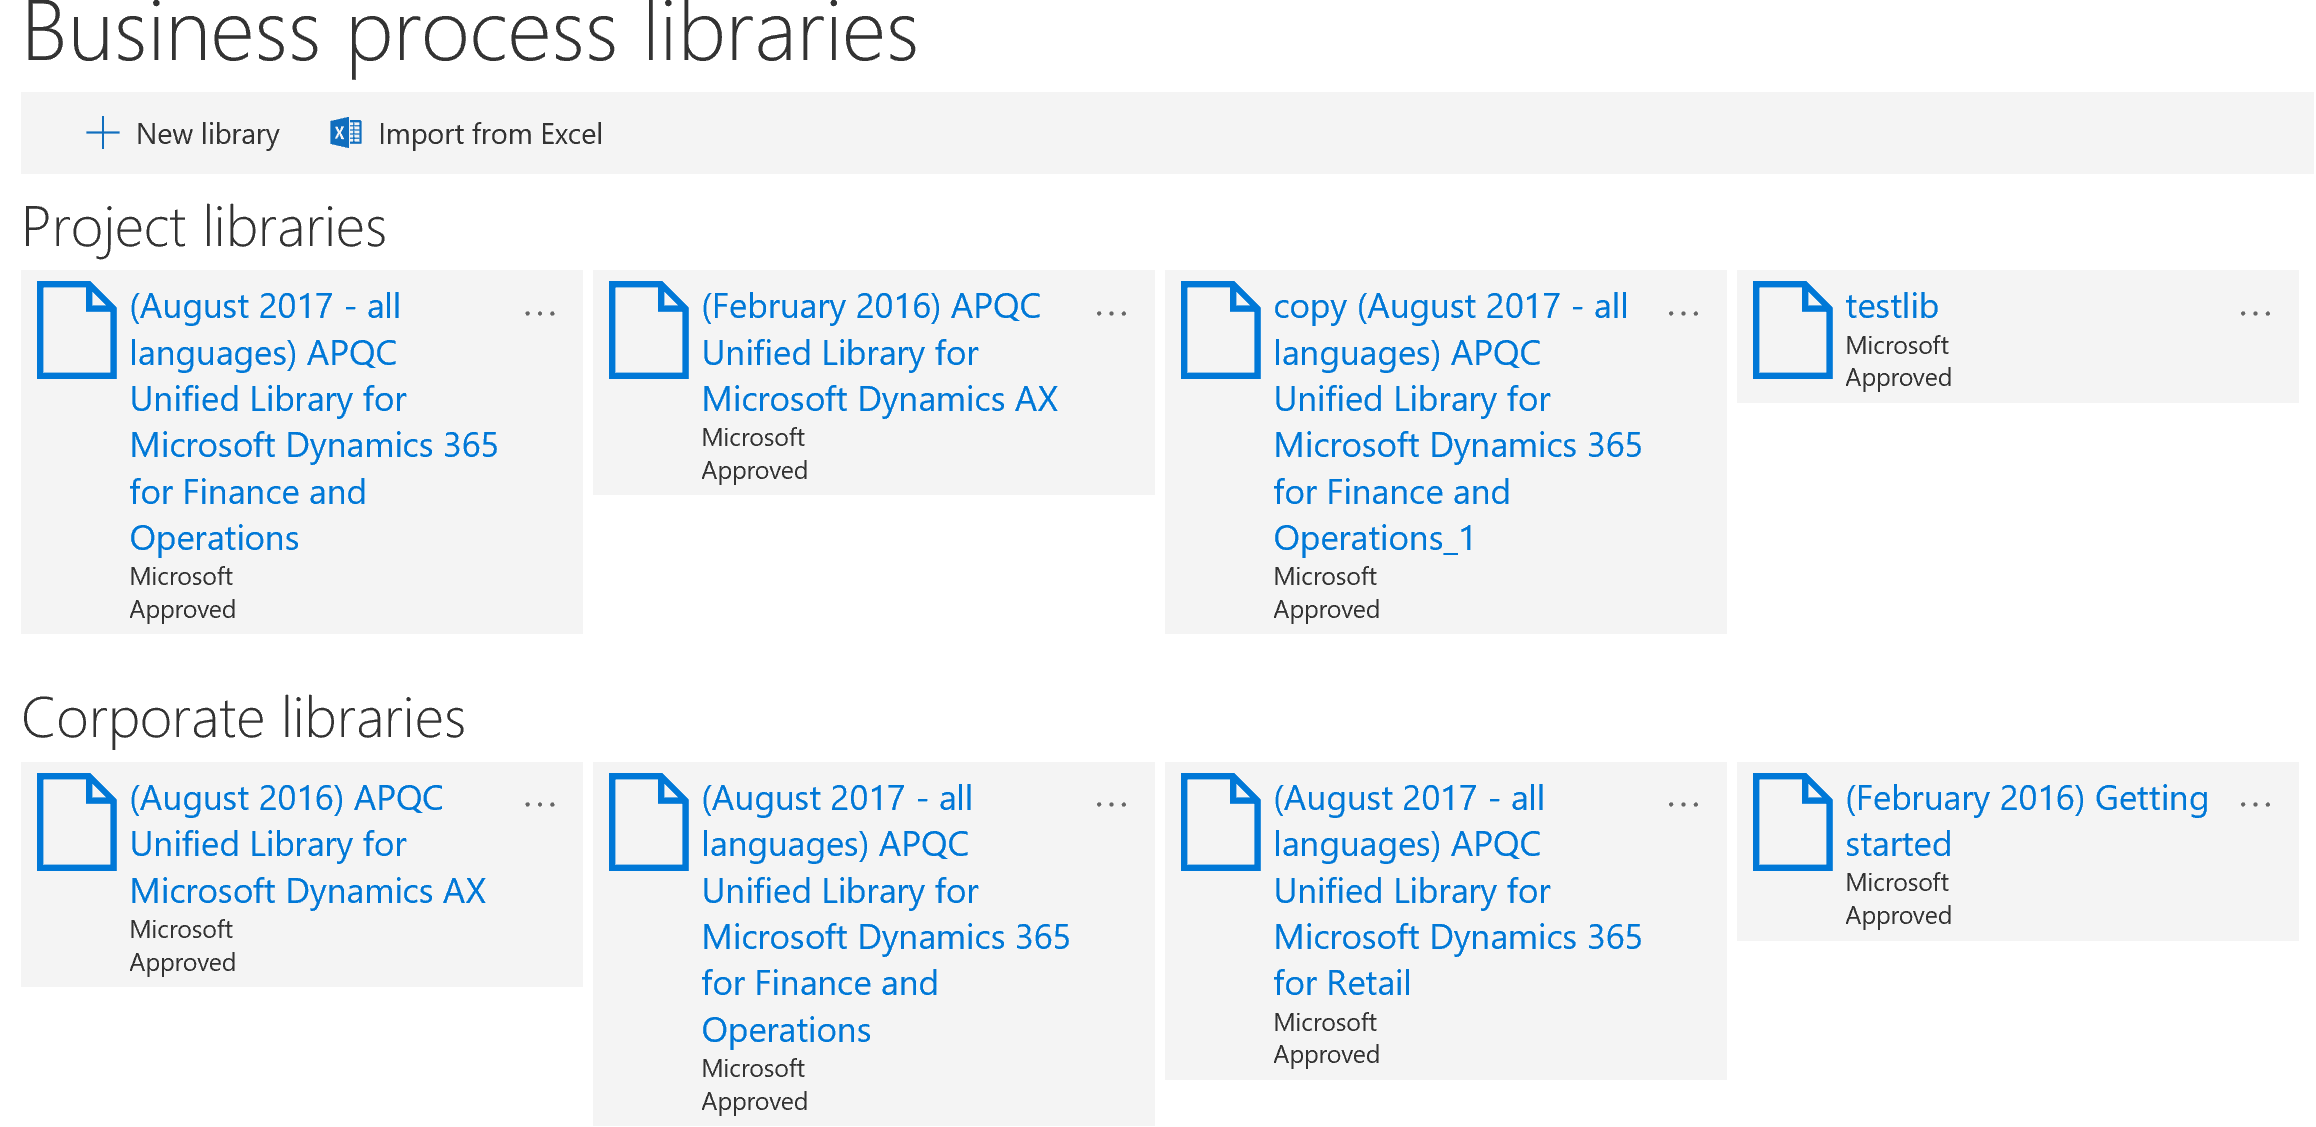 Business process libraries
New library
Import from Excel
Project libraries
(August 2017 - all
languages) APQC
Unified Library for
Microsoft Dynamics 365
for Finance and
Operations
Microsoft
Approved
...
(February 2016) APQC
Unified Library for
Microsoft Dynamics AX
Microsoft
Approved
...
copy (August 2017 - all
languages) APQC
Unified Library for
Microsoft Dynamics 365
for Finance and
Operations_1
Microsoft
Approved
...
testlib
Microsoft
Approved
...
Corporate libraries
(August 2016) APQC
Unified Library for
Microsoft Dynamics AX
Microsoft
Approved
...
(August 2017 - all
languages) APQC
Unified Library for
Microsoft Dynamics 365
for Finance and
Operations
Microsoft
Approved
...
(August 2017 - all
languages) APQC
Unified Library for
Microsoft Dynamics 365
for Retail
Microsoft
Approved
...
(February 2016) Getting
started
Microsoft
Approved
...